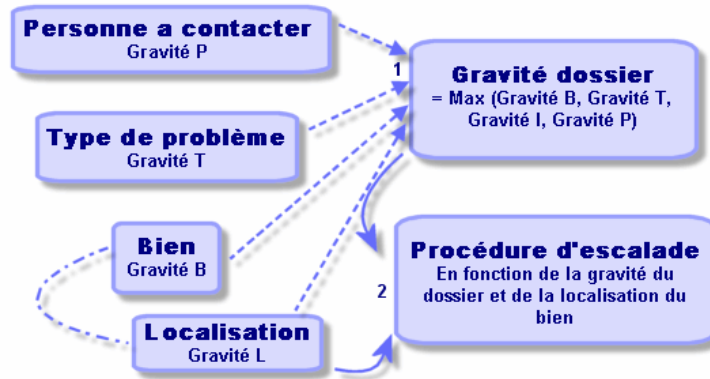 Personne a contacter
Gravité P
1
Gravité dossier
= Max (Gravité B, Gravité T,
Gravité I, Gravité P)
Type de problème
Gravité T
Bien
Gravité B
Procédure d'escalade
En fonction de la gravité du
dossier et de la localisation du
bien
2
Localisation
Gravité L